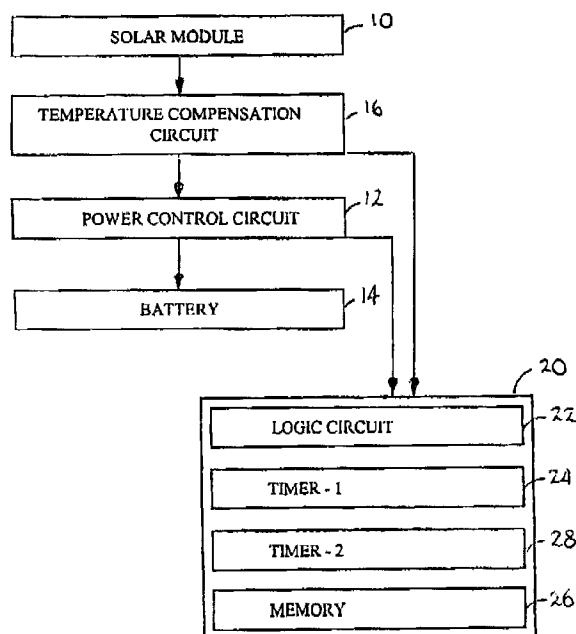 SOLAR MODULE
10
TEMPERATURE COMPENSATION
CIRCUIT
16
POWER CONTROL CIRCUIT
12
BATTERY
14
20
LOGIC CIRCUIT
22
TIMER - 1
24
TIMER - 2
28
MEMORY
26